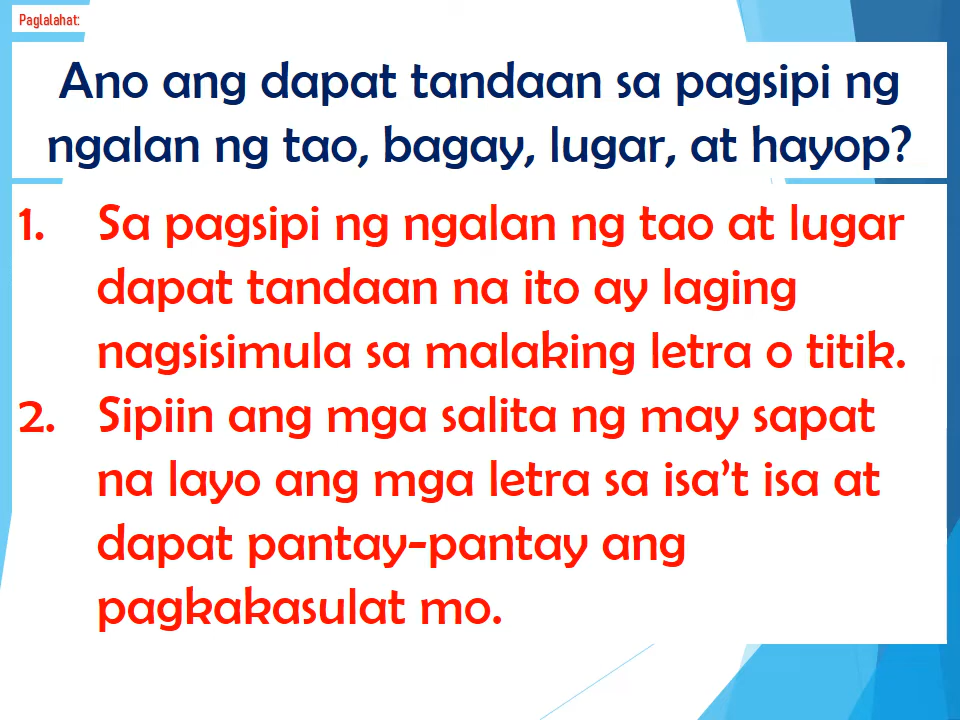 Paglalahat:
Ano ang dapat tandaan sa pagsipi ng
ngalan ng tao, bagay, lugar, at hayop?
1. Sa pagsipi ng ngalan ng tao at lugar
dapat tandaan na ito ay laging
nagsisimula sa malaking letra o titik.
2. Sipiin ang mga salita ng may sapat
na layo ang mga letra sa isa’t isa at
dapat pantay-pantay ang
pagkakasulat mo.